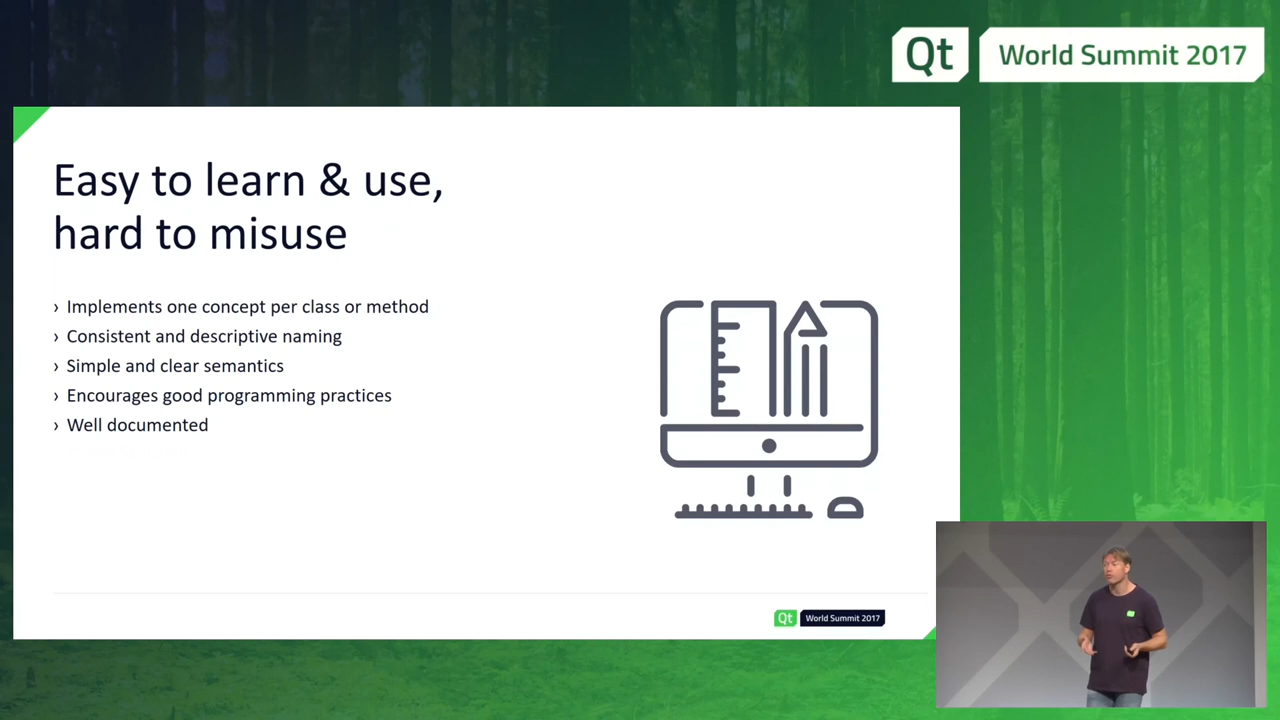 Qt World Summit 2017
Easy to learn & use,
hard to misuse
› Implements one concept per class or method
› Consistent and descriptive naming
› Simple and clear semantics
› Encourages good programming practices
› Well documented
Qt World Summit 2017